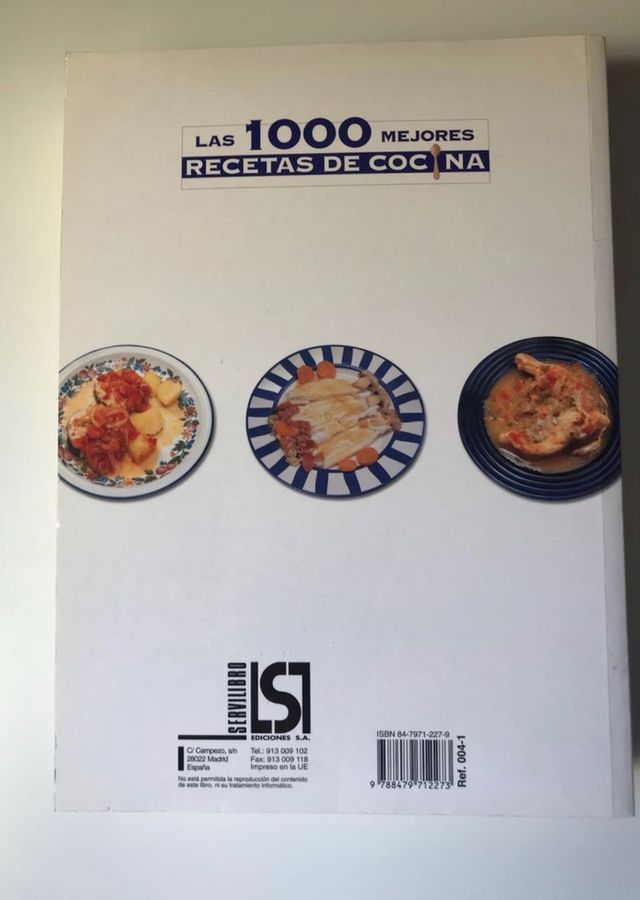 LAS 1000 MEJORES
RECETAS DE COCINA
SERVILIBRO
LSI
EDICIONES S.A.
C/ Campezo, s/n
28022 Madrid
España
Tel.: 913 009 102
Fax: 913 009 118
Impreso en la UE
No está permitida la reproducción del contenido
de este libro, ni su tratamiento informático.
ISBN 84-7971-227-9
9 788479 712273
Ref. 004-1